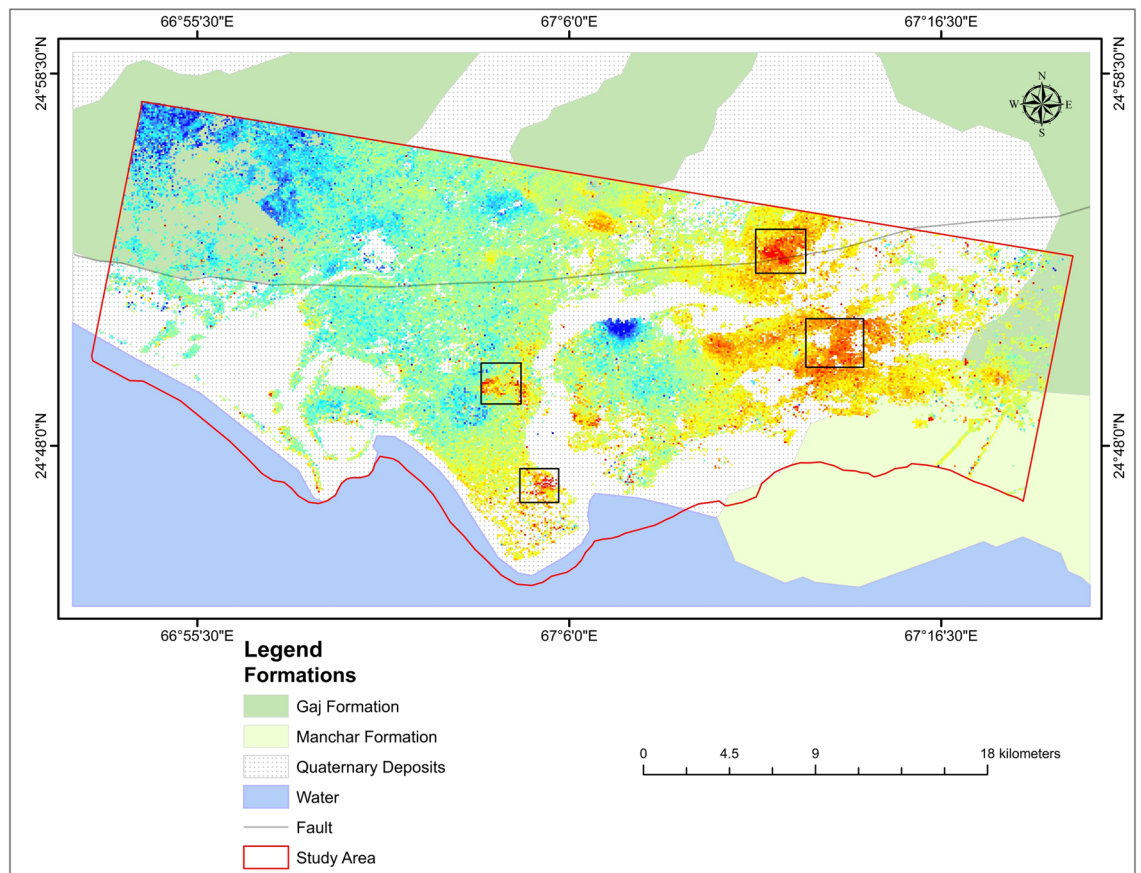 66°55'30"E 67°6'0"E 67°16'30"E
24°58'30"N 24°58'30"N
N
W E
S
24°48'0"N 24°48'0"N
66°55'30"E 67°6'0"E 67°16'30"E
Legend
Formations
Gaj Formation
Manchar Formation
Quaternary Deposits
Water
Fault
Study Area
0 4.5 9 18 kilometers